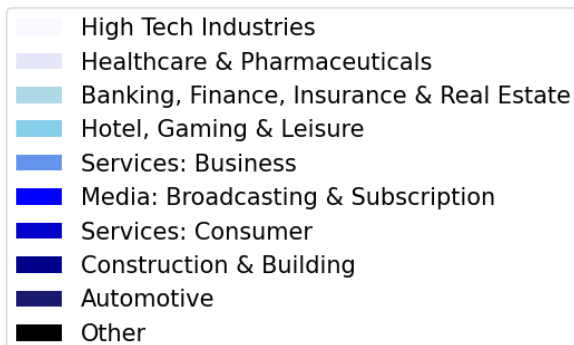 High Tech Industries
Healthcare & Pharmaceuticals
Banking, Finance, Insurance & Real Estate
Hotel, Gaming & Leisure
Services: Business
Media: Broadcasting & Subscription
Services: Consumer
Construction & Building
Automotive
Other